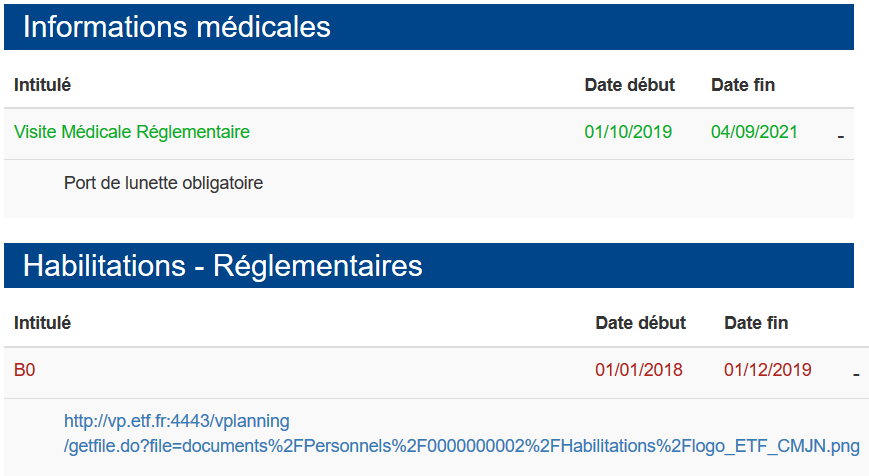 Informations médicales
Intitulé Date début Date fin
Visite Médicale Réglementaire 01/10/2019 04/09/2021 -
Port de lunette obligatoire
Habilitations - Réglementaires
Intitulé Date début Date fin
B0 01/01/2018 01/12/2019 -
http://vp.etf.fr:4443/vplanning
/getfile.do?file=documents%2FPersonnels%2F0000000002%2FHabilitations%2Flogo_ETF_CMJN.png